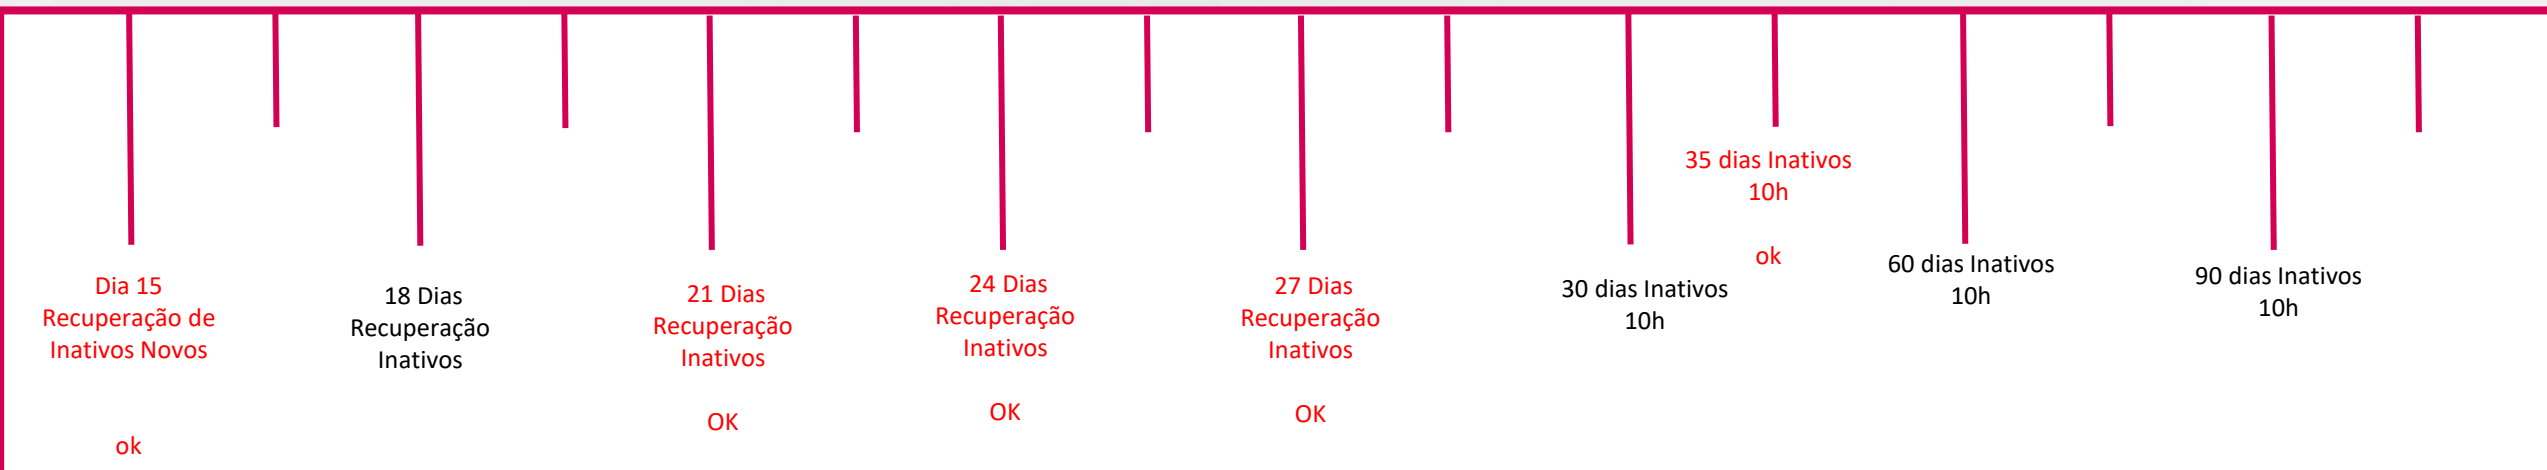 Dia 15
Recuperação de
Inativos Novos
ok
18 Dias
Recuperação
Inativos
21 Dias
Recuperação
Inativos
OK
24 Dias
Recuperação
Inativos
OK
27 Dias
Recuperação
Inativos
OK
30 dias Inativos
10h
35 dias Inativos
10h
ok
60 dias Inativos
10h
90 dias Inativos
10h